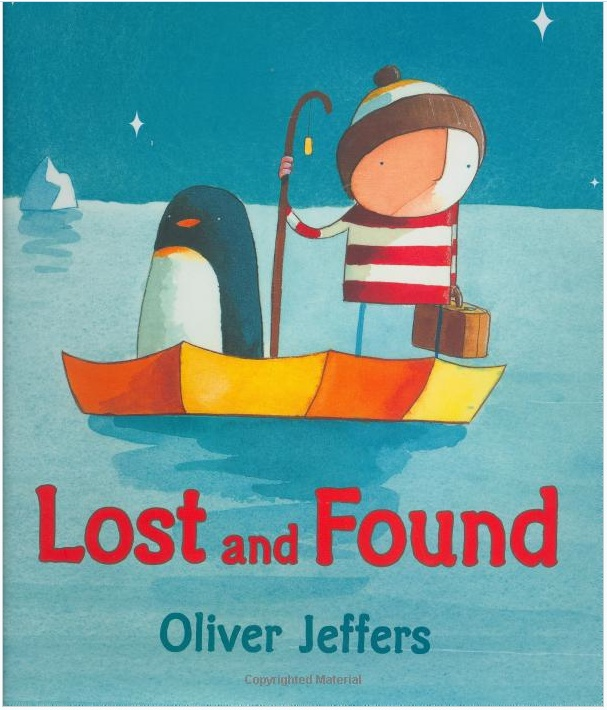 Lost and Found
Oliver Jeffers
Copyrighted Material